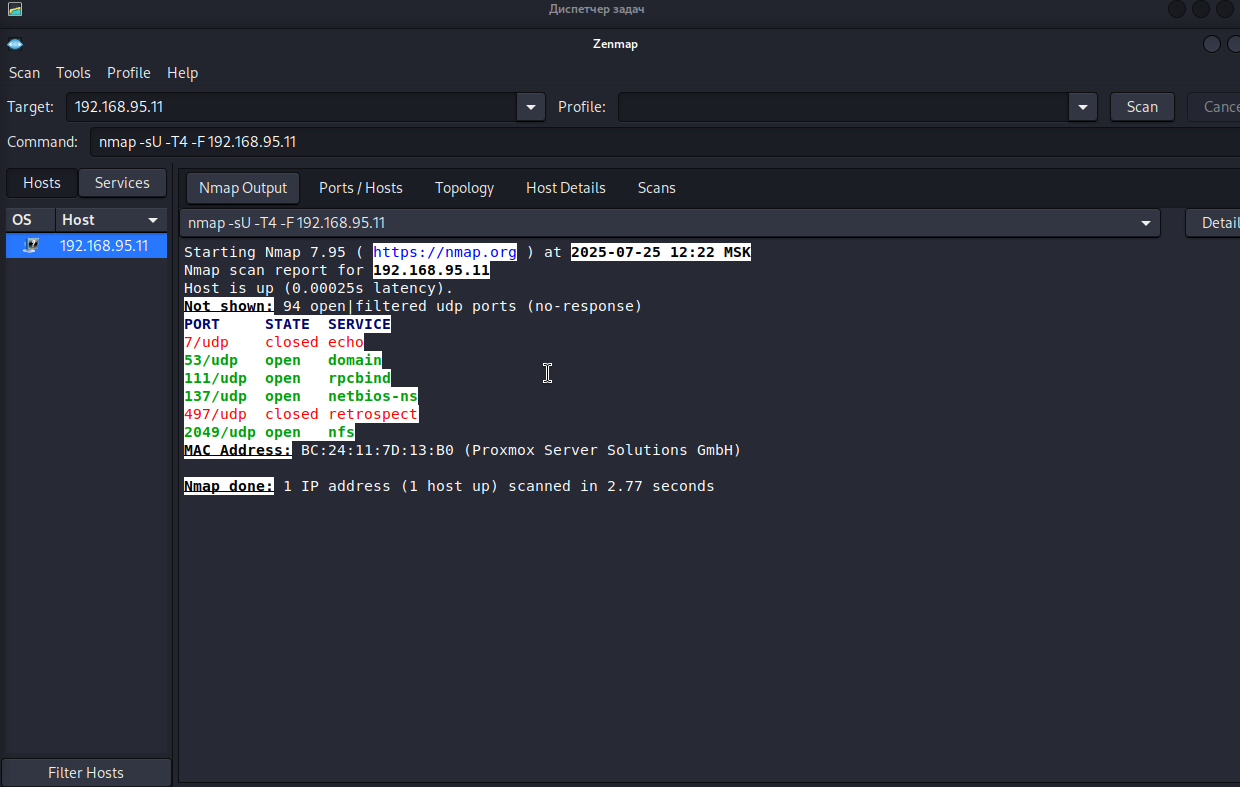 Диспетчер задач
Zenmap
Scan Tools Profile Help
Target: 192.168.95.11 Profile: Scan Cance
Command: nmap -sU -T4 -F 192.168.95.11
Hosts Services Nmap Output Ports / Hosts Topology Host Details Scans
OS Host nmap -sU -T4 -F 192.168.95.11 Detail
192.168.95.11
Starting Nmap 7.95 ( https://nmap.org ) at 2025-07-25 12:22 MSK
Nmap scan report for 192.168.95.11
Host is up (0.00025s latency).
Not shown: 94 open|filtered udp ports (no-response)
PORT STATE SERVICE
7/udp closed echo
53/udp open domain
111/udp open rpcbind
137/udp open netbios-ns
497/udp closed retrospect
2049/udp open nfs
MAC Address: BC:24:11:7D:13:B0 (Proxmox Server Solutions GmbH)
Nmap done: 1 IP address (1 host up) scanned in 2.77 seconds
Filter Hosts